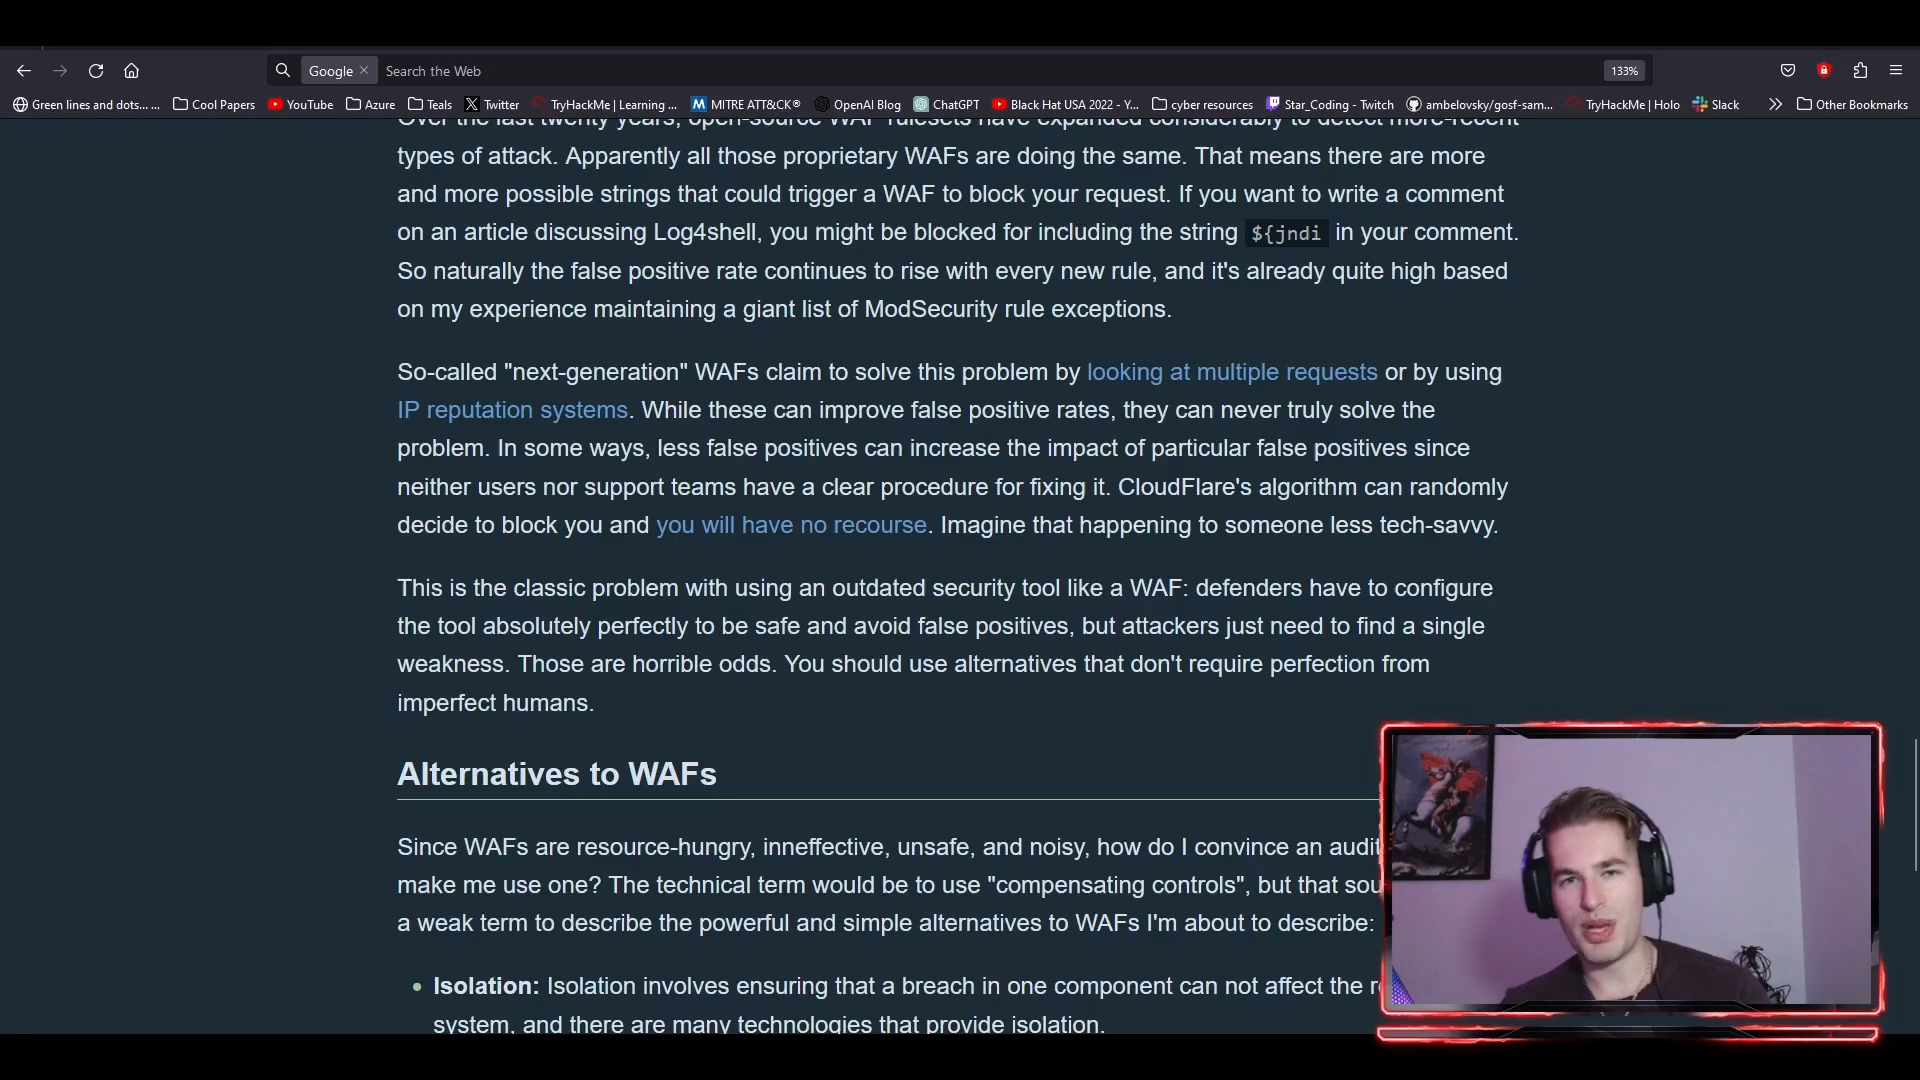 Google × Search the Web
133%
Green lines and dots... ... Cool Papers YouTube Azure Teals Twitter TryHackMe | Learning ... MITRE ATT&CK® OpenAI Blog ChatGPT Black Hat USA 2022 - Y... cyber resources Star_Coding - Twitch ambelovsky/gosf-sam... TryHackMe | Holo Slack Other Bookmarks
Over the last twenty years, open-source WAF rulesets have expanded considerably to detect more-recent
types of attack. Apparently all those proprietary WAFs are doing the same. That means there are more
and more possible strings that could trigger a WAF to block your request. If you want to write a comment
on an article discussing Log4shell, you might be blocked for including the string ${jndi in your comment.
So naturally the false positive rate continues to rise with every new rule, and it's already quite high based
on my experience maintaining a giant list of ModSecurity rule exceptions.
So-called "next-generation" WAFs claim to solve this problem by looking at multiple requests or by using
IP reputation systems. While these can improve false positive rates, they can never truly solve the
problem. In some ways, less false positives can increase the impact of particular false positives since
neither users nor support teams have a clear procedure for fixing it. CloudFlare's algorithm can randomly
decide to block you and you will have no recourse. Imagine that happening to someone less tech-savvy.
This is the classic problem with using an outdated security tool like a WAF: defenders have to configure
the tool absolutely perfectly to be safe and avoid false positives, but attackers just need to find a single
weakness. Those are horrible odds. You should use alternatives that don't require perfection from
imperfect humans.
Alternatives to WAFs
Since WAFs are resource-hungry, inneffective, unsafe, and noisy, how do I convince an audit
make me use one? The technical term would be to use "compensating controls", but that sou
a weak term to describe the powerful and simple alternatives to WAFs I'm about to describe:
• Isolation: Isolation involves ensuring that a breach in one component can not affect the r
system, and there are many technologies that provide isolation.